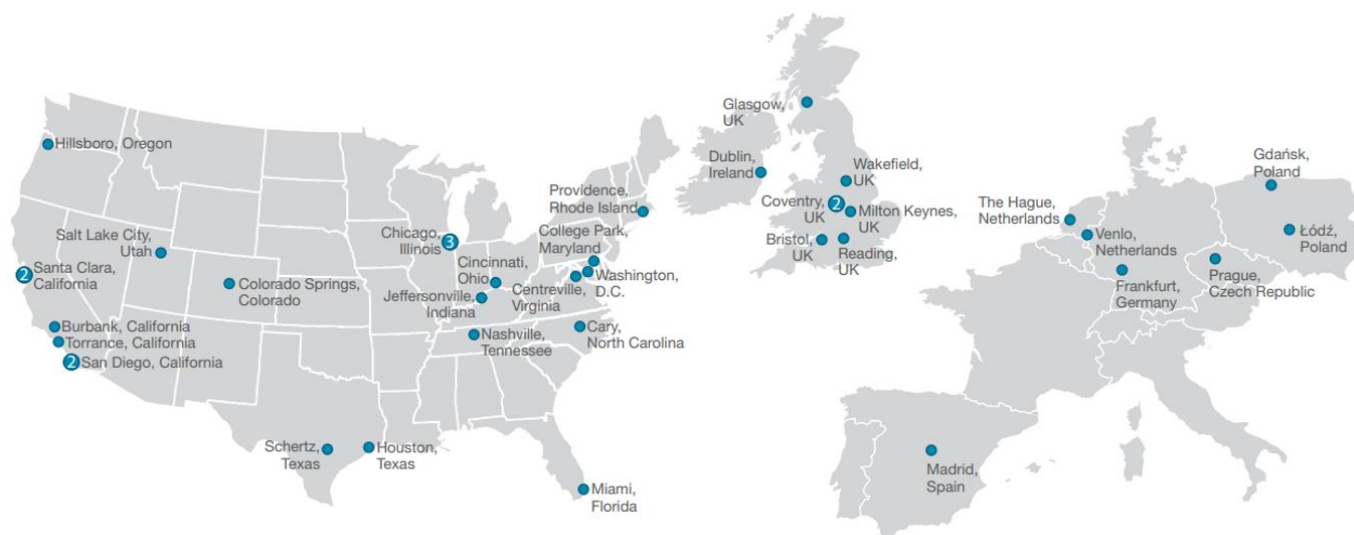 Hillsboro, Oregon
Salt Lake City,
Utah
2
Santa Clara,
California
Colorado Springs,
Colorado
Burbank, California
Torrance, California
2
San Diego, California
Schertz,
Texas
Houston,
Texas
Chicago,
Illinois
3
Cincinnati,
Ohio
Jeffersonville,
Indiana
Nashville,
Tennessee
Providence,
Rhode Island
College Park,
Maryland
Washington,
D.C.
Centreville,
Virginia
Cary,
North Carolina
Miami,
Florida
Glasgow,
UK
Dublin,
Ireland
Wakefield,
UK
Coventry,
UK
2
Milton Keynes,
UK
Bristol,
UK
Reading,
UK
Gdańsk,
Poland
The Hague,
Netherlands
Venlo,
Netherlands
Łódź,
Poland
Frankfurt,
Germany
Prague,
Czech Republic
Madrid,
Spain